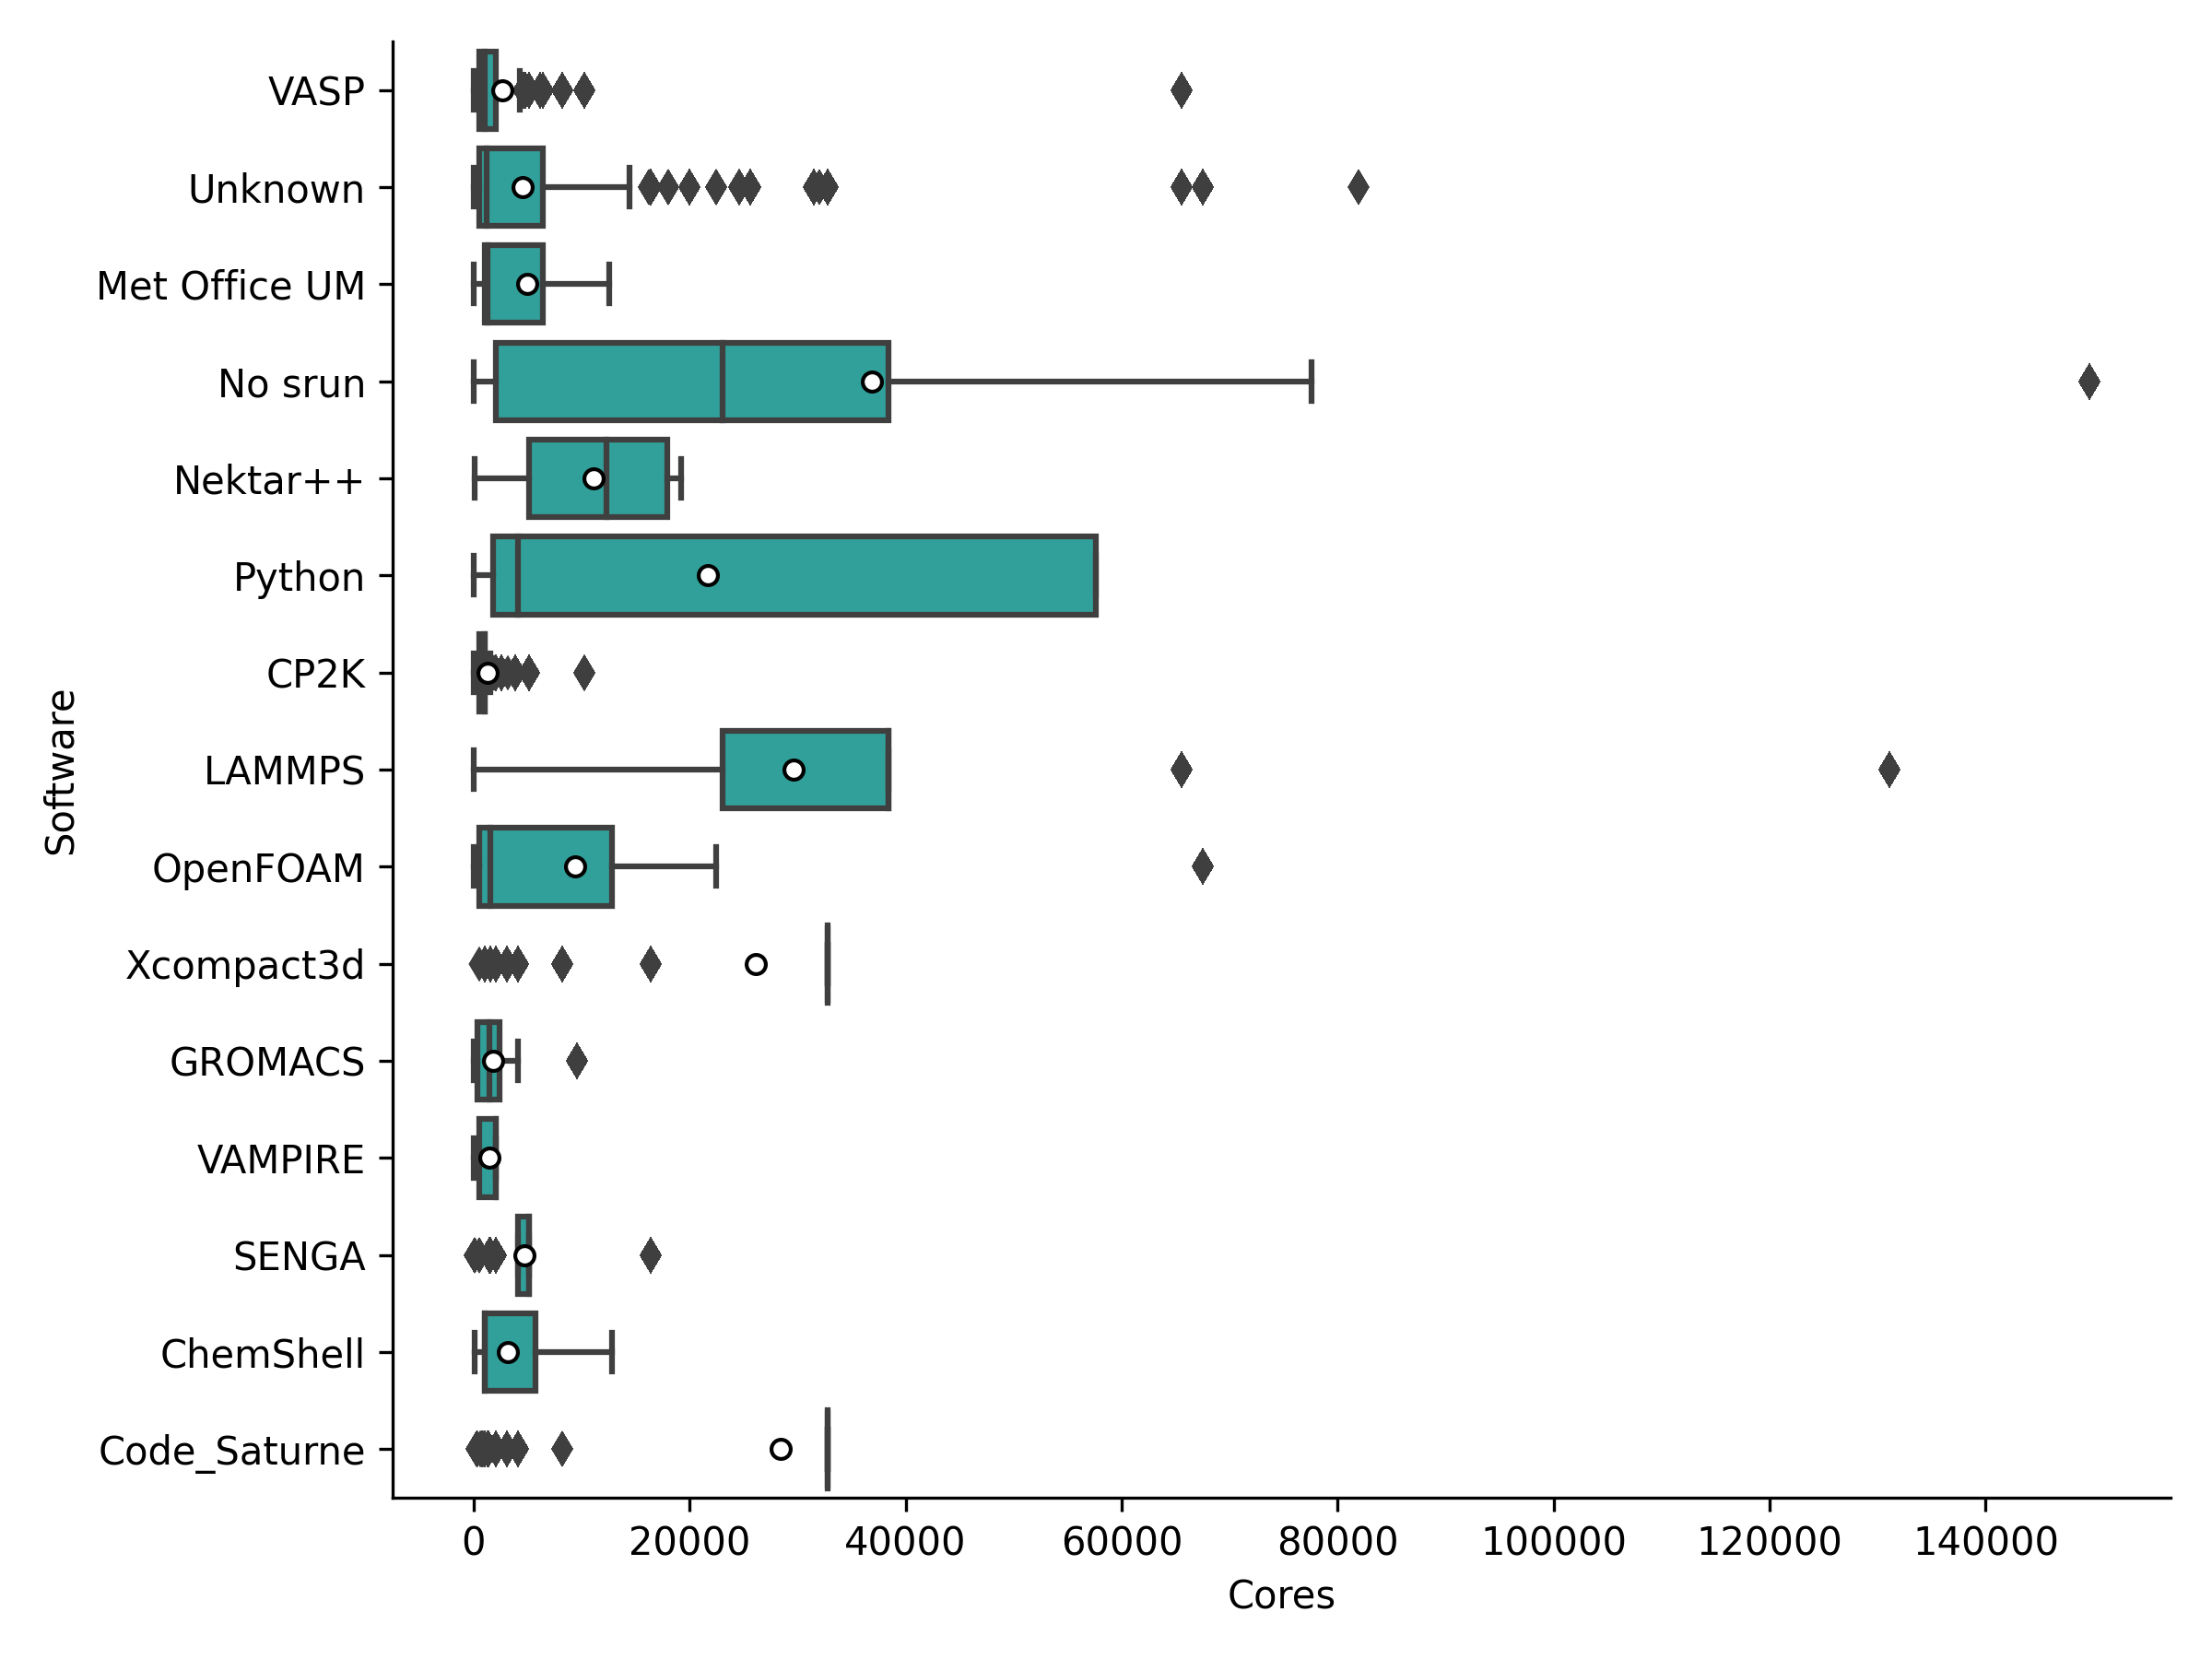 VASP
Unknown
Met Office UM
No srun
Nektar++
Python
CP2K
LAMMPS
OpenFOAM
Xcompact3d
GROMACS
VAMPIRE
SENGA
ChemShell
Code_Saturne
Software
0 20000 40000 60000 80000 100000 120000 140000
Cores